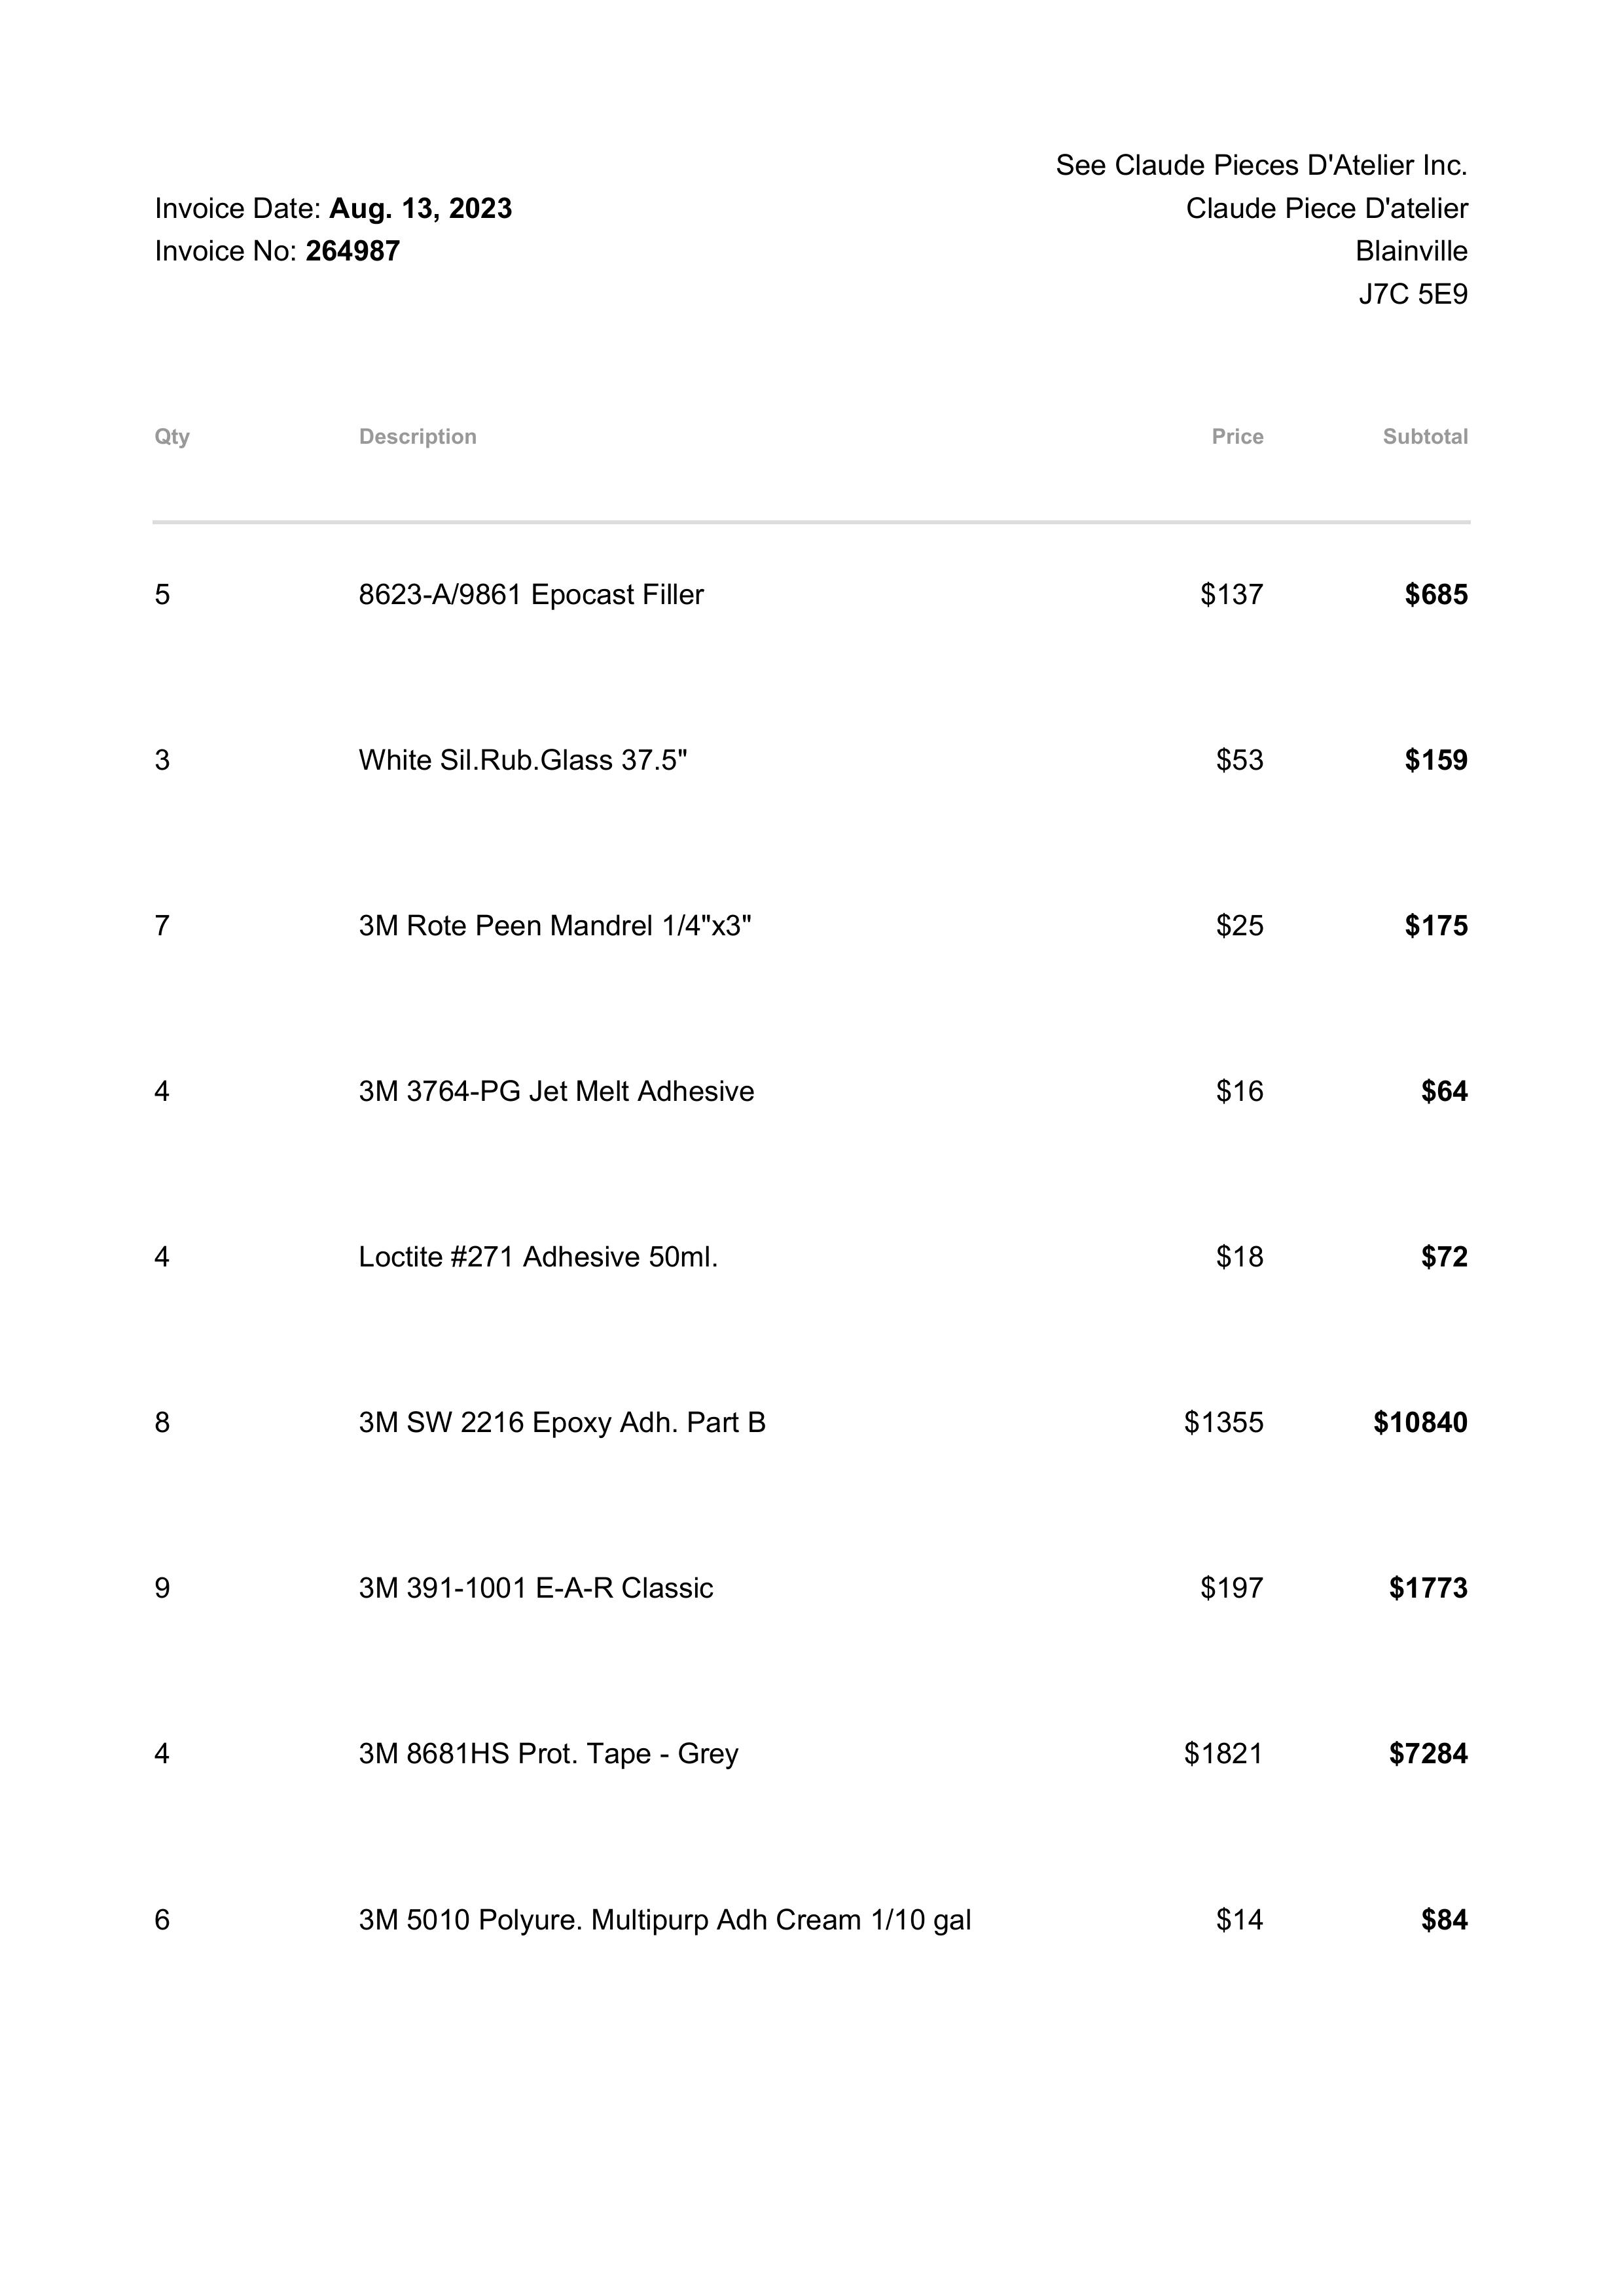 See Claude Pieces D'Atelier Inc.
Invoice Date: Aug. 13, 2023 Claude Piece D'atelier
Invoice No: 264987 Blainville
J7C 5E9
Qty Description Price Subtotal
5 8623-A/9861 Epocast Filler $137 $685
3 White Sil.Rub.Glass 37.5" $53 $159
7 3M Rote Peen Mandrel 1/4"x3" $25 $175
4 3M 3764-PG Jet Melt Adhesive $16 $64
4 Loctite #271 Adhesive 50ml. $18 $72
8 3M SW 2216 Epoxy Adh. Part B $1355 $10840
9 3M 391-1001 E-A-R Classic $197 $1773
4 3M 8681HS Prot. Tape - Grey $1821 $7284
6 3M 5010 Polyure. Multipurp Adh Cream 1/10 gal $14 $84